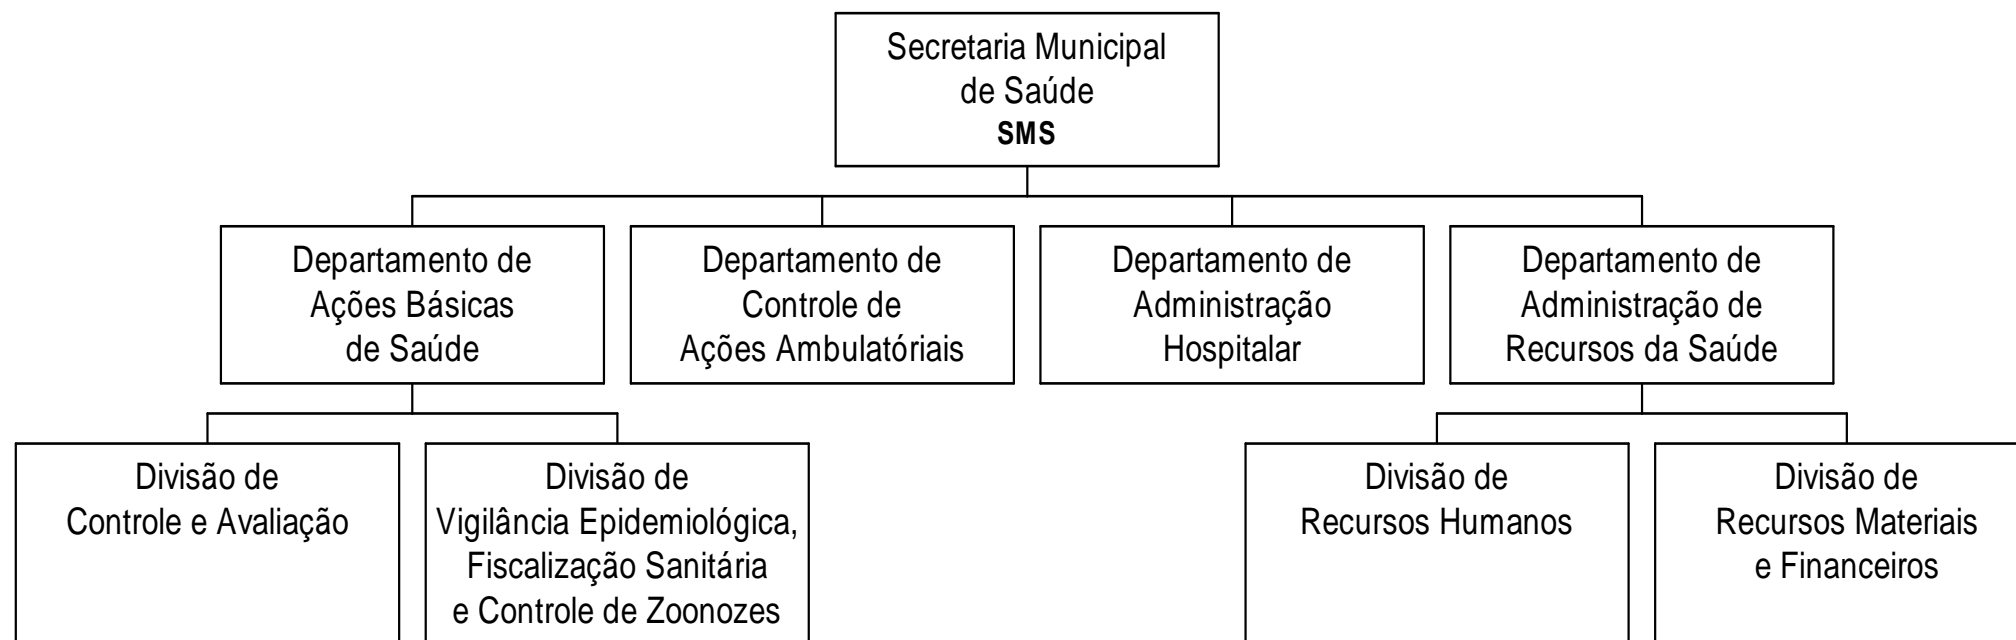 Secretaria Municipal
de Saúde
SMS
Departamento de
Ações Básicas
de Saúde
Departamento de
Controle de
Ações Ambulatóriais
Departamento de
Administração
Hospitalar
Departamento de
Administração de
Recursos da Saúde
Divisão de
Controle e Avaliação
Divisão de
Vigilância Epidemiológica,
Fiscalização Sanitária
e Controle de Zoonozes
Divisão de
Recursos Humanos
Divisão de
Recursos Materiais
e Financeiros